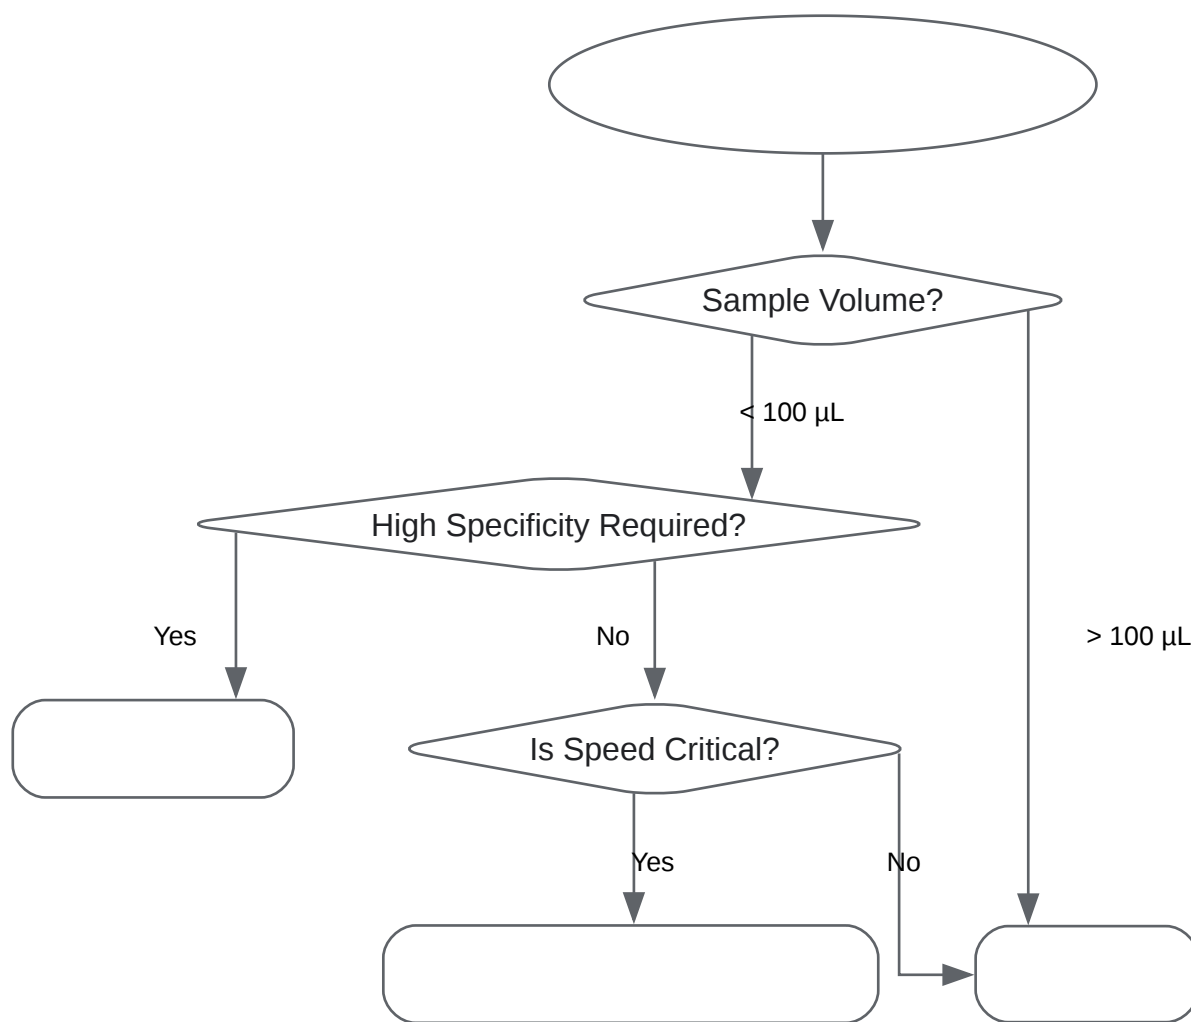 Sample Volume?
< 100 µL
High Specificity Required?
Yes
No
> 100 µL
Is Speed Critical?
Yes
No